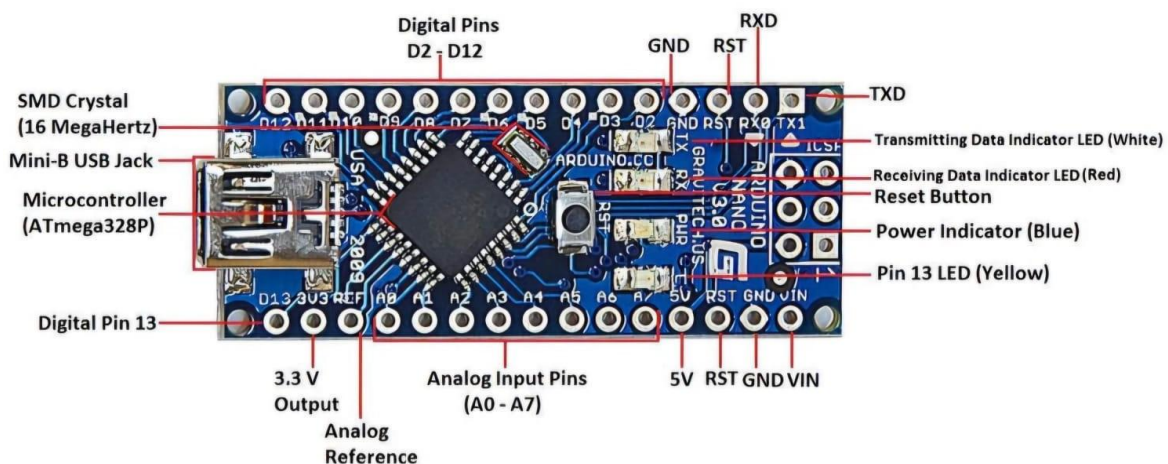 Digital Pins
D2 - D12
GND
RST
RXD
TXD
SMD Crystal
(16 MegaHertz)
Mini-B USB Jack
Microcontroller
(ATmega328P)
Transmitting Data Indicator LED (White)
Receiving Data Indicator LED (Red)
Reset Button
Power Indicator (Blue)
Pin 13 LED (Yellow)
D12 D11 D10 D9 D8 D7 D6 D5 D4 D3 D2 GND RST RX0 TX1
USA
2009
ARDUINO.CC
TX
RX
RST
PWR
L
GRAVITECH.US
ARDUINO
NANO
V3.0
ICSP
1
D13 3V3 REF A0 A1 A2 A3 A4 A5 A6 A7 5V RST GND VIN
Digital Pin 13
3.3 V
Output
Analog
Reference
Analog Input Pins
(A0 - A7)
5V
RST
GND
VIN